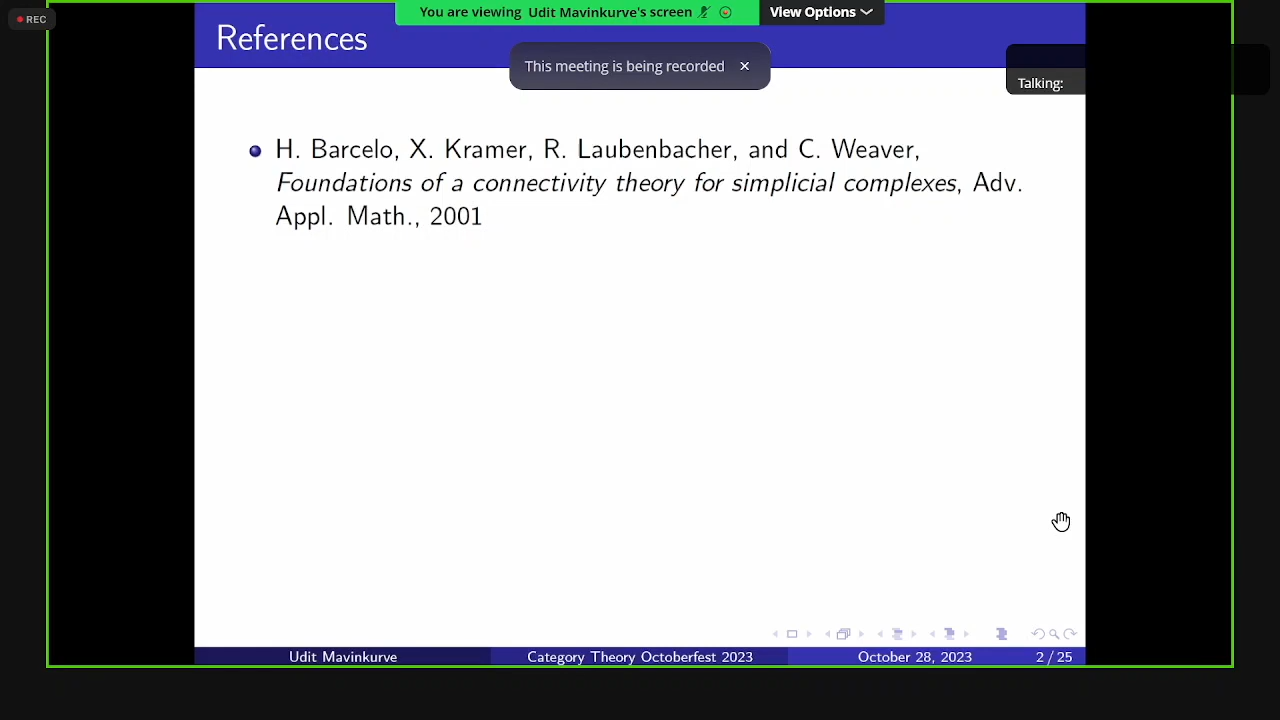 REC
You are viewing Udit Mavinkurve's screen
View Options
References
This meeting is being recorded
Talking:
H. Barcelo, X. Kramer, R. Laubenbacher, and C. Weaver,
Foundations of a connectivity theory for simplicial complexes, Adv.
Appl. Math., 2001
Udit Mavinkurve
Category Theory Octoberfest 2023
October 28, 2023
2 / 25